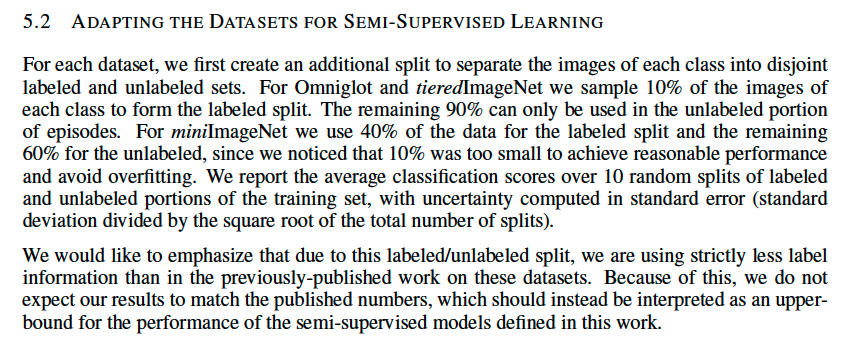 5.2 ADAPTING THE DATASETS FOR SEMI-SUPERVISED LEARNING
For each dataset, we first create an additional split to separate the images of each class into disjoint
labeled and unlabeled sets. For Omniglot and tieredImageNet we sample 10% of the images of
each class to form the labeled split. The remaining 90% can only be used in the unlabeled portion
of episodes. For miniImageNet we use 40% of the data for the labeled split and the remaining
60% for the unlabeled, since we noticed that 10% was too small to achieve reasonable performance
and avoid overfitting. We report the average classification scores over 10 random splits of labeled
and unlabeled portions of the training set, with uncertainty computed in standard error (standard
deviation divided by the square root of the total number of splits).
We would like to emphasize that due to this labeled/unlabeled split, we are using strictly less label
information than in the previously-published work on these datasets. Because of this, we do not
expect our results to match the published numbers, which should instead be interpreted as an upper-
bound for the performance of the semi-supervised models defined in this work.